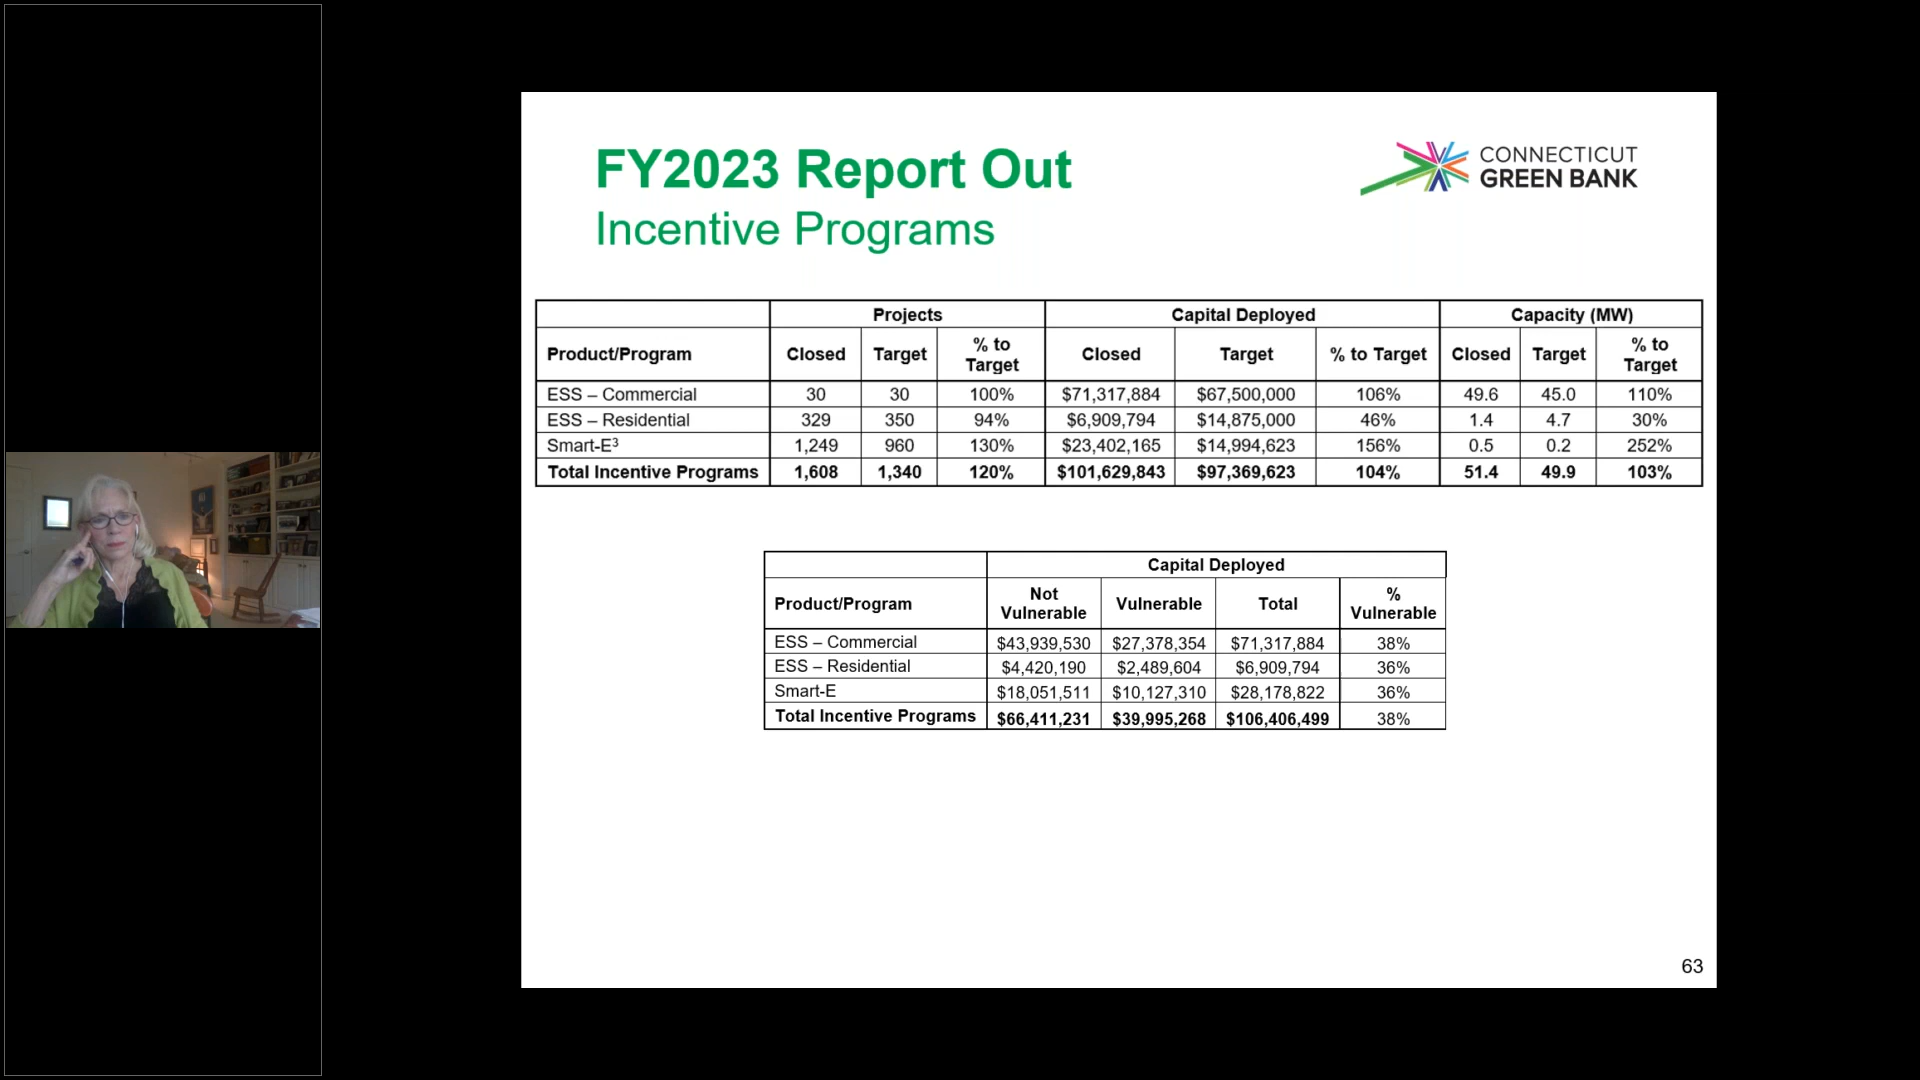 FY2023 Report Out
CONNECTICUT
GREEN BANK
Incentive Programs
Projects Capital Deployed Capacity (MW)
Product/Program Closed Target % to Target Closed Target % to Target Closed Target % to Target
ESS – Commercial 30 30 100% $71,317,884 $67,500,000 106% 49.6 45.0 110%
ESS – Residential 329 350 94% $6,909,794 $14,875,000 46% 1.4 4.7 30%
Smart-E³ 1,249 960 130% $23,402,165 $14,994,623 156% 0.5 0.2 252%
Total Incentive Programs 1,608 1,340 120% $101,629,843 $97,369,623 104% 51.4 49.9 103%
Capital Deployed
Product/Program Not Vulnerable Vulnerable Total % Vulnerable
ESS – Commercial $43,939,530 $27,378,354 $71,317,884 38%
ESS – Residential $4,420,190 $2,489,604 $6,909,794 36%
Smart-E $18,051,511 $10,127,310 $28,178,822 36%
Total Incentive Programs $66,411,231 $39,995,268 $106,406,499 38%
63